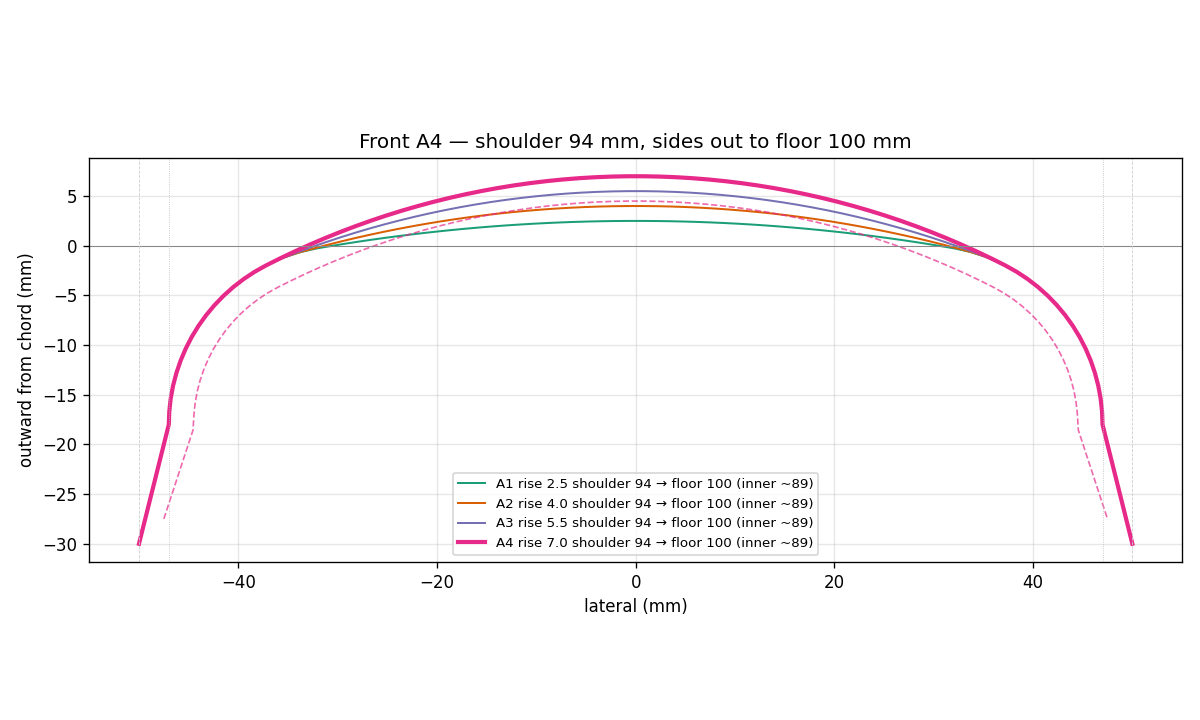 Front A4 — shoulder 94 mm, sides out to floor 100 mm
outward from chord (mm)
5
0
−5
−10
−15
−20
−25
−30
A1 rise 2.5 shoulder 94 → floor 100 (inner ~89)
A2 rise 4.0 shoulder 94 → floor 100 (inner ~89)
A3 rise 5.5 shoulder 94 → floor 100 (inner ~89)
A4 rise 7.0 shoulder 94 → floor 100 (inner ~89)
−40 −20 0 20 40
lateral (mm)